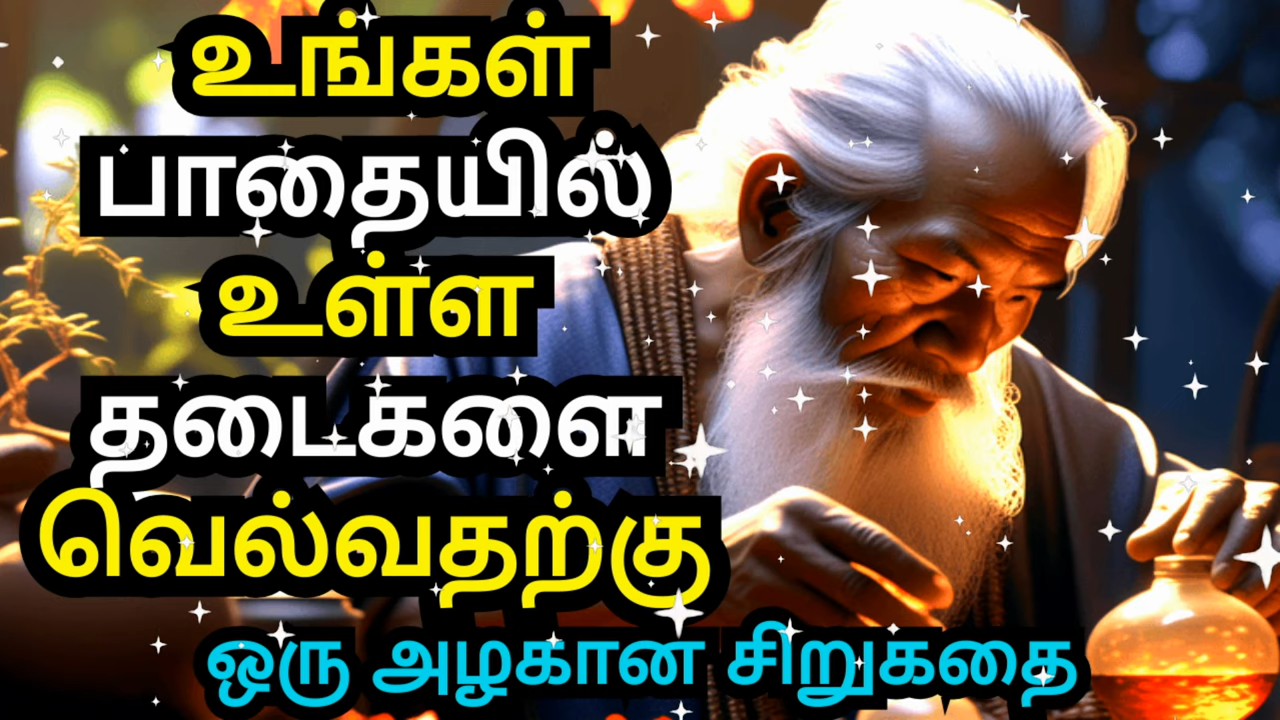 உங்கள்
பாதையில்
உள்ள
தடைகளை
வெல்வதற்கு
ஒரு அழகான சிறுகதை